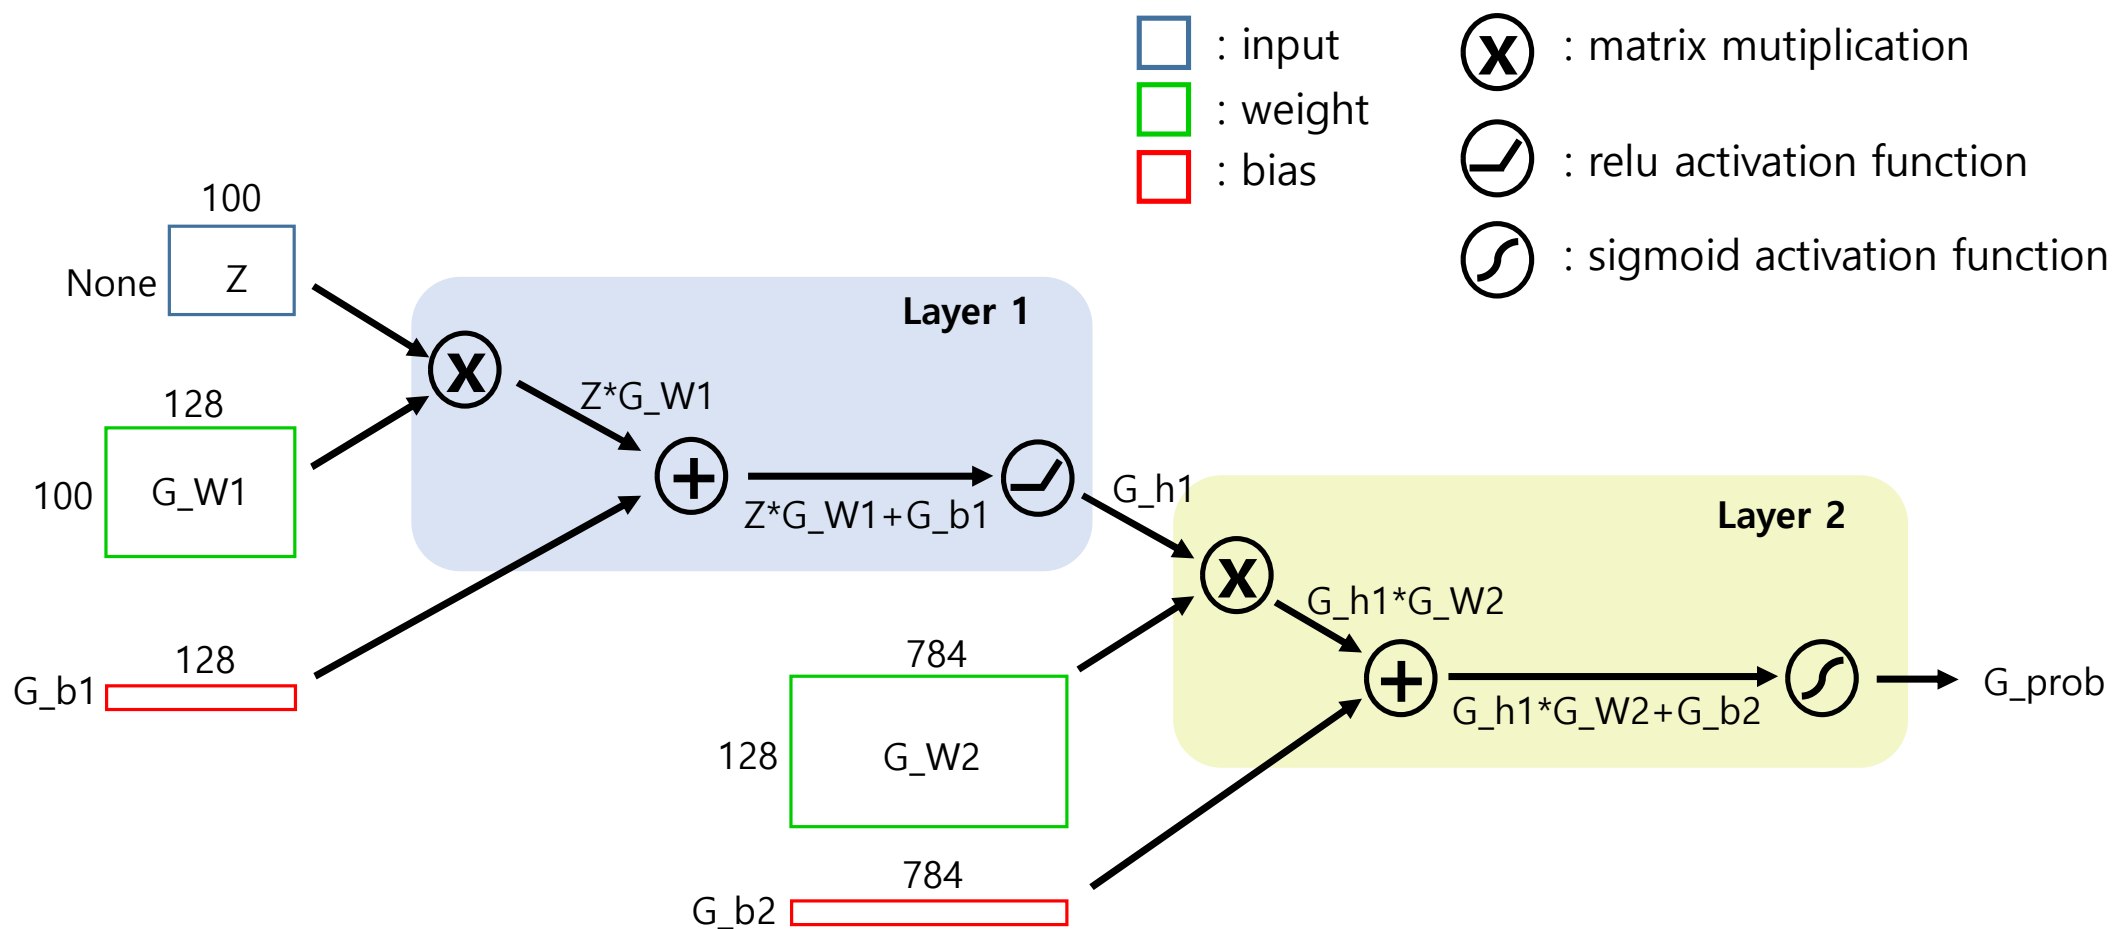 : input
: weight
: bias
: matrix mutiplication
: relu activation function
: sigmoid activation function
100
None
Z
128
100
G_W1
128
G_b1
Layer 1
x
x
Z*G_W1
+
Z*G_W1+G_b1
G_h1
Layer 2
x
G_h1*G_W2
+
G_h1*G_W2+G_b2
G_prob
784
128
G_W2
784
G_b2